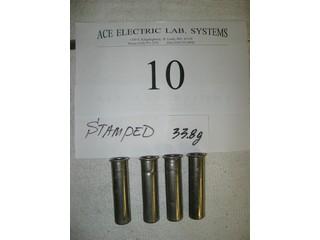 ACE ELECTRIC LAB. SYSTEMS
10
STAMPED 33.8g